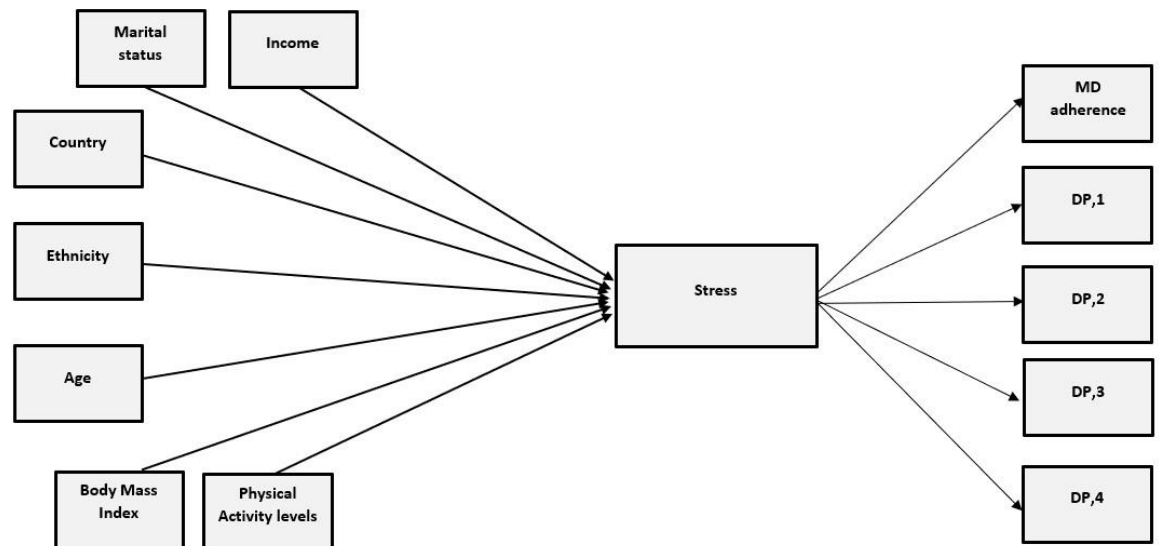 Marital
status
Income
Country
Ethnicity
Age
Body Mass
Index
Physical
Activity levels
Stress
MD
adherence
DP,1
DP,2
DP,3
DP,4